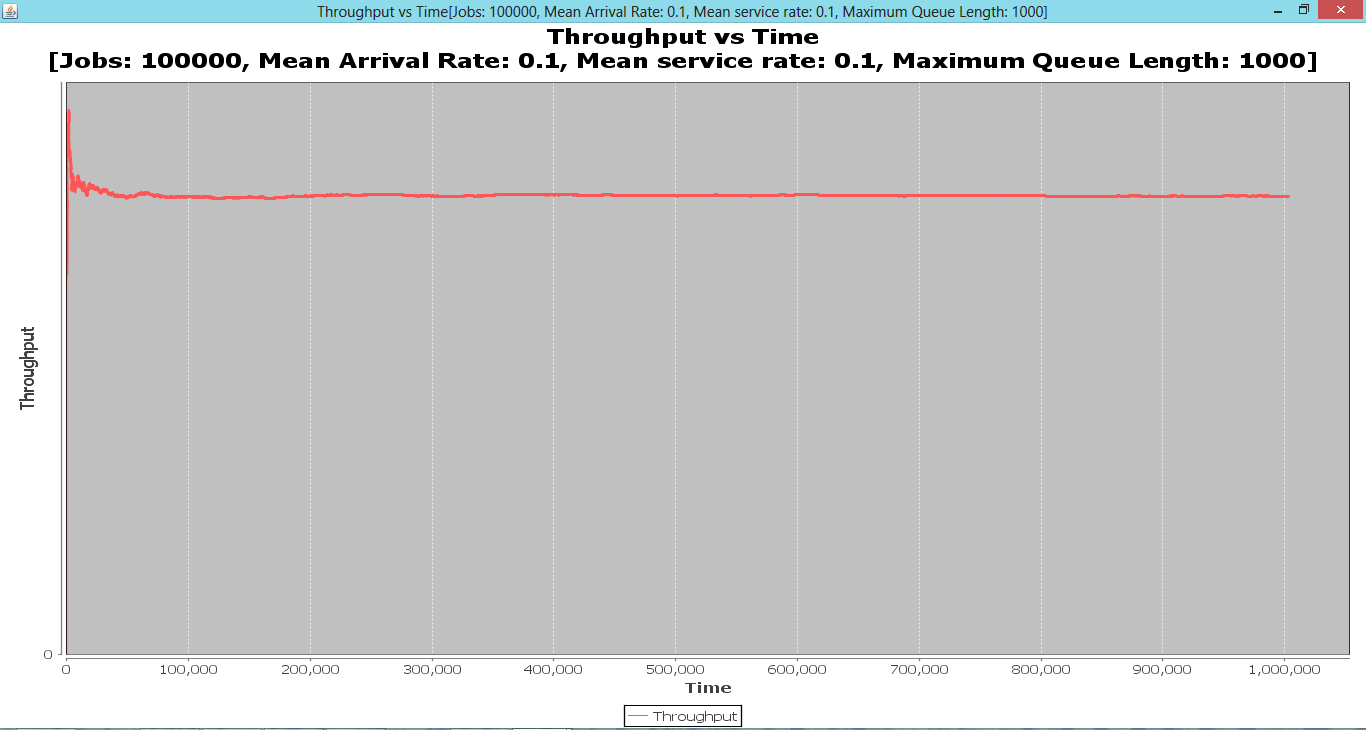 Throughput vs Time[Jobs: 100000, Mean Arrival Rate: 0.1, Mean service rate: 0.1, Maximum Queue Length: 1000]
Throughput vs Time
[Jobs: 100000, Mean Arrival Rate: 0.1, Mean service rate: 0.1, Maximum Queue Length: 1000]
Throughput
0
0 100,000 200,000 300,000 400,000 500,000 600,000 700,000 800,000 900,000 1,000,000
Time
Throughput